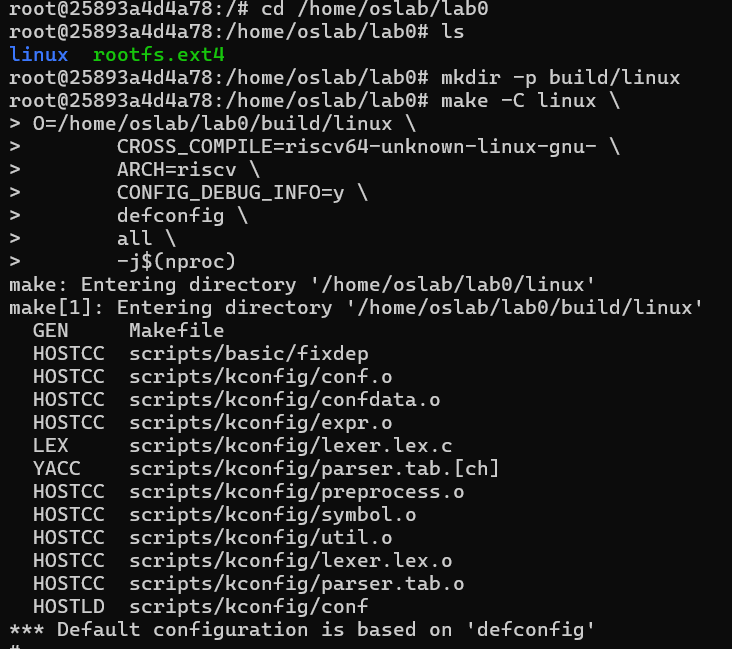 root@25893a4d4a78:/# cd /home/oslab/lab0
root@25893a4d4a78:/home/oslab/lab0# ls
linux  rootfs.ext4
root@25893a4d4a78:/home/oslab/lab0# mkdir -p build/linux
root@25893a4d4a78:/home/oslab/lab0# make -C linux \
> O=/home/oslab/lab0/build/linux \
>       CROSS_COMPILE=riscv64-unknown-linux-gnu- \
>       ARCH=riscv \
>       CONFIG_DEBUG_INFO=y \
>       defconfig \
>       all \
>       -j$(nproc)
make: Entering directory '/home/oslab/lab0/linux'
make[1]: Entering directory '/home/oslab/lab0/build/linux'
  GEN     Makefile
  HOSTCC  scripts/basic/fixdep
  HOSTCC  scripts/kconfig/conf.o
  HOSTCC  scripts/kconfig/confdata.o
  HOSTCC  scripts/kconfig/expr.o
  LEX     scripts/kconfig/lexer.lex.c
  YACC    scripts/kconfig/parser.tab.[ch]
  HOSTCC  scripts/kconfig/preprocess.o
  HOSTCC  scripts/kconfig/symbol.o
  HOSTCC  scripts/kconfig/util.o
  HOSTCC  scripts/kconfig/lexer.lex.o
  HOSTCC  scripts/kconfig/parser.tab.o
  HOSTLD  scripts/kconfig/conf
*** Default configuration is based on 'defconfig'
#